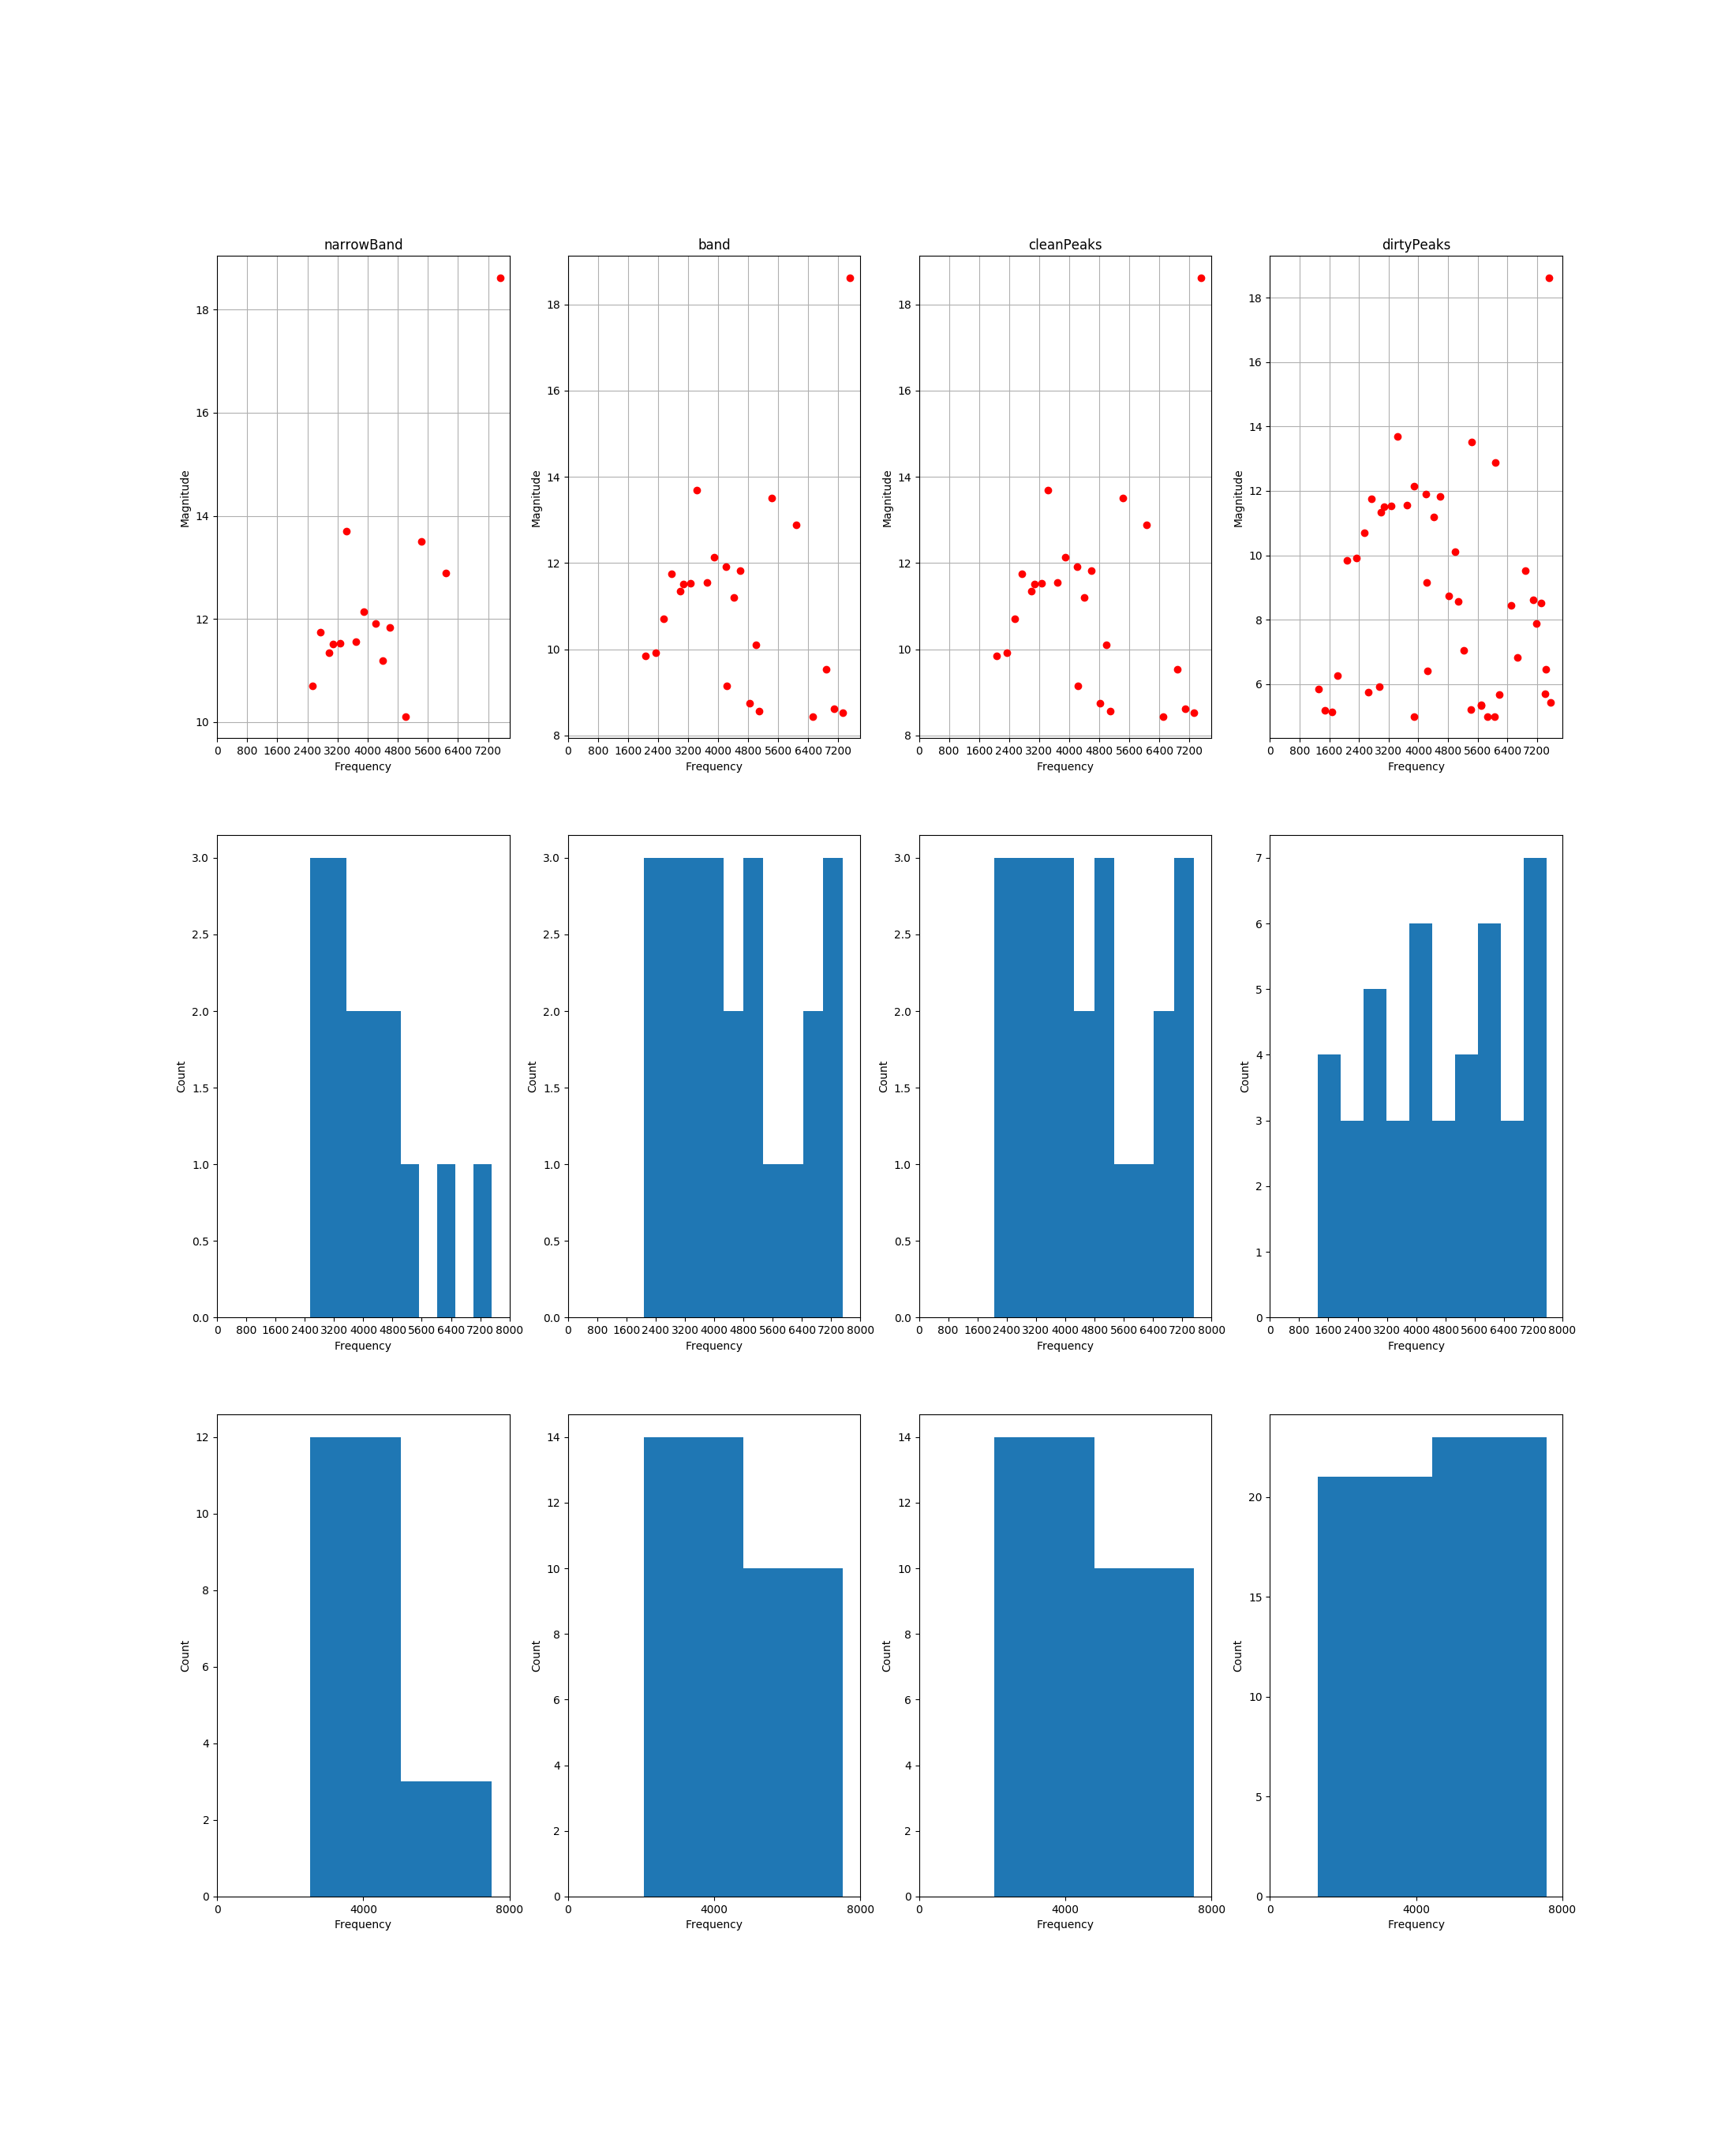 narrowBand band cleanPeaks dirtyPeaks
18 18 18 18
16 16 16 16
14 14 14 14
12 12 12 12
10 10 10 10
8 8 8
6
Magnitude Magnitude Magnitude Magnitude
0 800 1600 2400 3200 4000 4800 5600 6400 7200 0 800 1600 2400 3200 4000 4800 5600 6400 7200 0 800 1600 2400 3200 4000 4800 5600 6400 7200 0 800 1600 2400 3200 4000 4800 5600 6400 7200
Frequency Frequency Frequency Frequency
3.0 3.0 3.0 7
2.5 2.5 2.5 6
2.0 2.0 2.0 5
1.5 1.5 1.5 4
1.0 1.0 1.0 3
0.5 0.5 0.5 2
0.0 0.0 0.0 1
0
Count Count Count Count
0 800 1600 2400 3200 4000 4800 5600 6400 7200 8000 0 800 1600 2400 3200 4000 4800 5600 6400 7200 8000 0 800 1600 2400 3200 4000 4800 5600 6400 7200 8000 0 800 1600 2400 3200 4000 4800 5600 6400 7200 8000
Frequency Frequency Frequency Frequency
12 14 14 20
10 12 12 15
8 10 10 10
6 8 8 5
4 6 6 0
2 4 4
0 2 2
0 0
Count Count Count Count
0 4000 8000 0 4000 8000 0 4000 8000 0 4000 8000
Frequency Frequency Frequency Frequency